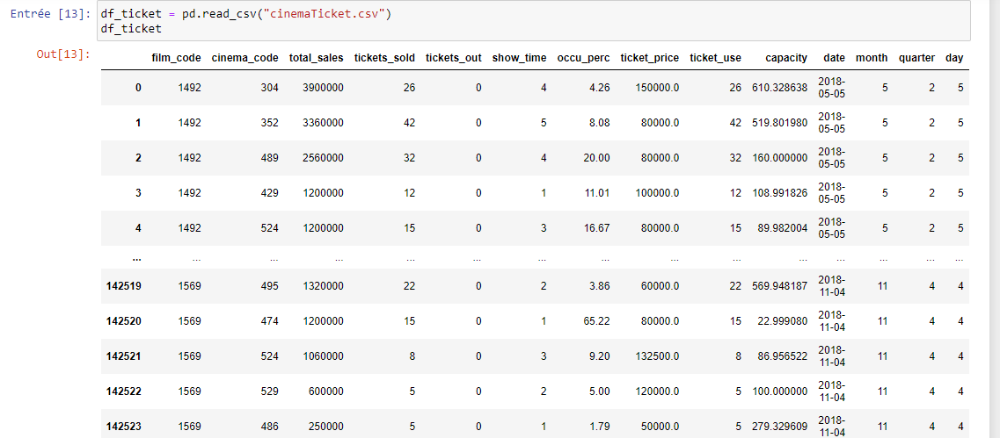 Entrée [13]: df_ticket = pd.read_csv("cinemaTicket.csv")
df_ticket
Out[13]:
film_code cinema_code total_sales tickets_sold tickets_out show_time occu_perc ticket_price ticket_use capacity date month quarter day
0 1492 304 3900000 26 0 4 4.26 150000.0 26 610.328638 2018-05-05 5 2 5
1 1492 352 3360000 42 0 5 8.08 80000.0 42 519.801980 2018-05-05 5 2 5
2 1492 489 2560000 32 0 4 20.00 80000.0 32 160.000000 2018-05-05 5 2 5
3 1492 429 1200000 12 0 1 11.01 100000.0 12 108.991826 2018-05-05 5 2 5
4 1492 524 1200000 15 0 3 16.67 80000.0 15 89.982004 2018-05-05 5 2 5
... ... ... ... ... ... ... ... ... ... ... ... ... ... ...
142519 1569 495 1320000 22 0 2 3.86 60000.0 22 569.948187 2018-11-04 11 4 4
142520 1569 474 1200000 15 0 1 65.22 80000.0 15 22.999080 2018-11-04 11 4 4
142521 1569 524 1060000 8 0 3 9.20 132500.0 8 86.956522 2018-11-04 11 4 4
142522 1569 529 600000 5 0 2 5.00 120000.0 5 100.000000 2018-11-04 11 4 4
142523 1569 486 250000 5 0 1 1.79 50000.0 5 279.329609 2018-11-04 11 4 4